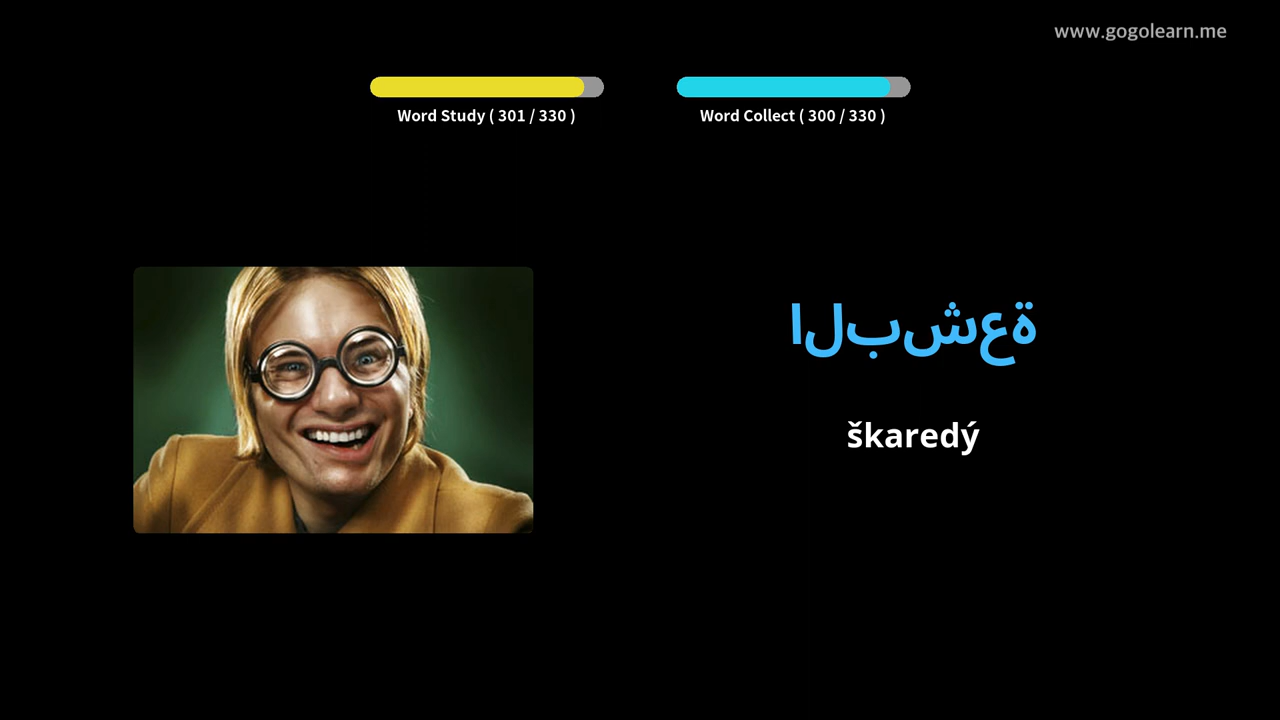 www.gogolearn.me
Word Study ( 301 / 330 )
Word Collect ( 300 / 330 )
البشعة
škaredý